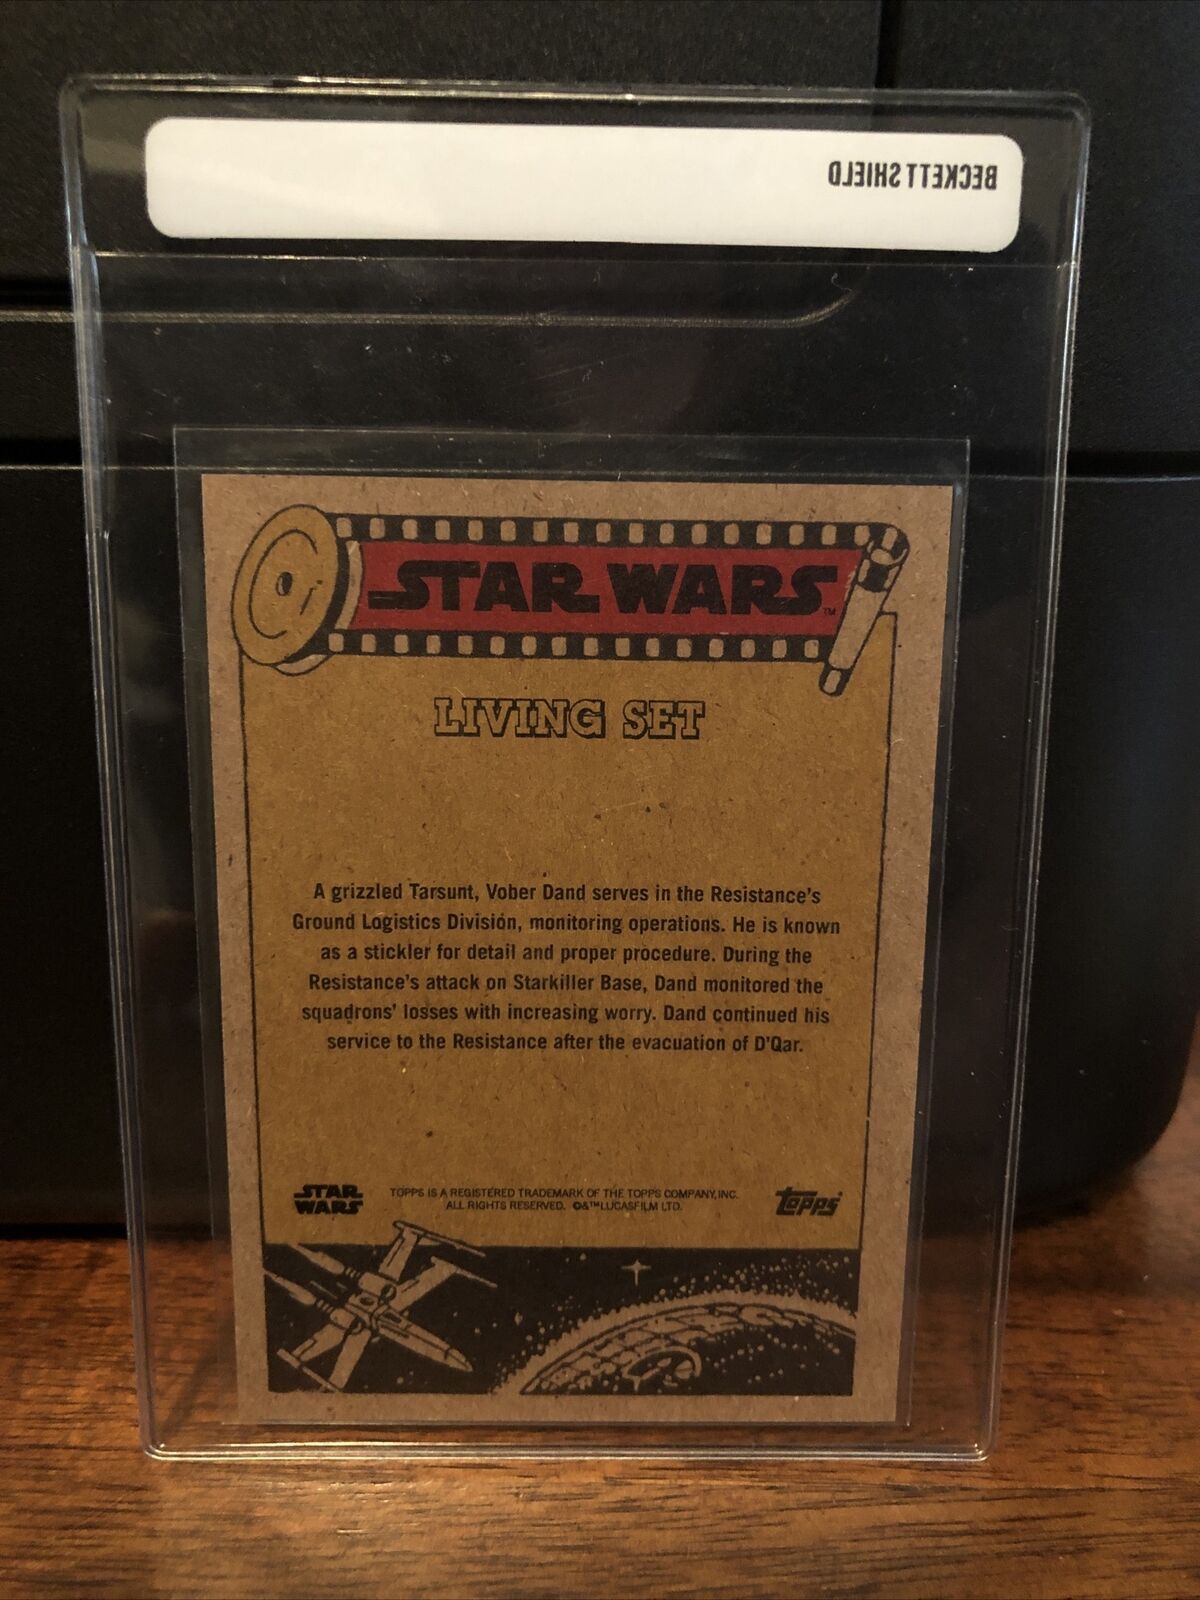 BECKETT SHIELD
STAR WARS™
LIVING SET
A grizzled Tarsunt, Vober Dand serves in the Resistance's
Ground Logistics Division, monitoring operations. He is known
as a stickler for detail and proper procedure. During the
Resistance's attack on Starkiller Base, Dand monitored the
squadrons' losses with increasing worry. Dand continued his
service to the Resistance after the evacuation of D'Qar.
STAR
WARS
TOPPS IS A REGISTERED TRADEMARK OF THE TOPPS COMPANY, INC.
ALL RIGHTS RESERVED. ©&™LUCASFILM LTD.
topps